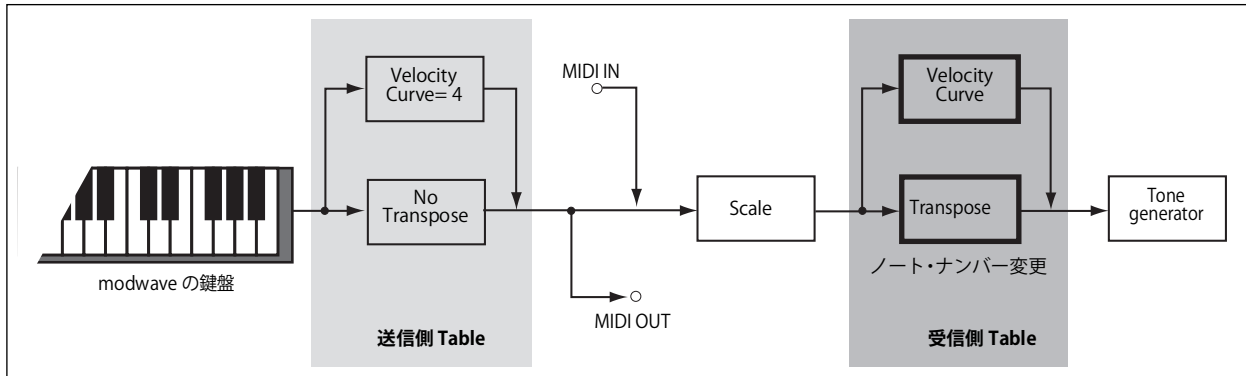 Velocity
Curve= 4
MIDI IN
Velocity
Curve
No
Transpose
Scale
Transpose
Tone
generator
modwave の鍵盤
ノート・ナンバー変更
MIDI OUT
送信側 Table
受信側 Table